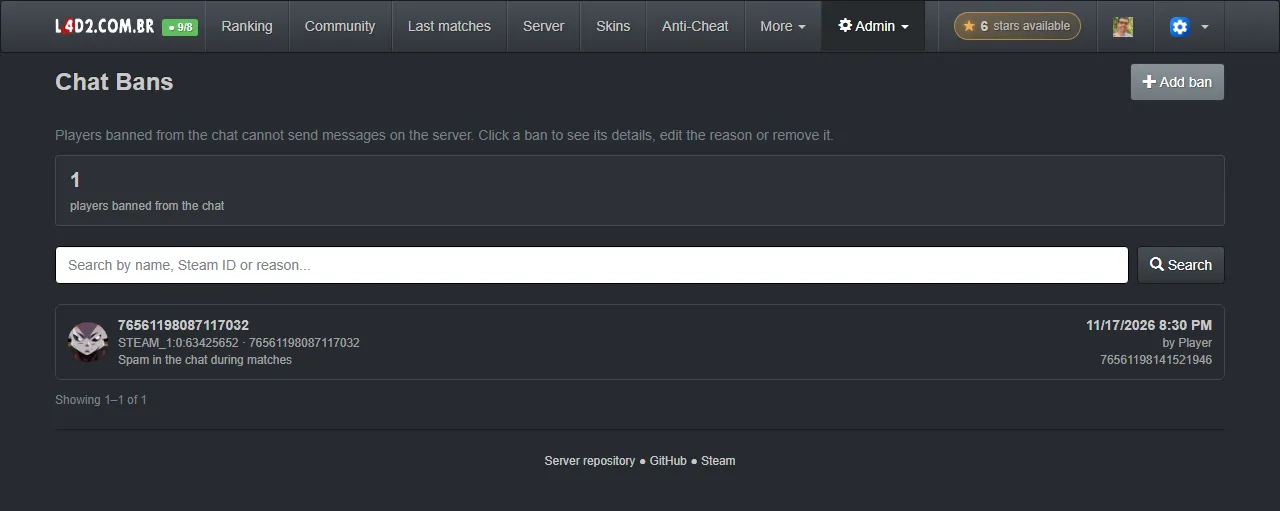 L4D2.COM.BR ● 9/8 Ranking Community Last matches Server Skins Anti-Cheat More Admin ★ 6 stars available
Chat Bans
Add ban
Players banned from the chat cannot send messages on the server. Click a ban to see its details, edit the reason or remove it.
1
players banned from the chat
Search by name, Steam ID or reason...
Search
76561198087117032
STEAM_1:0:63425652 · 76561198087117032
Spam in the chat during matches
11/17/2026 8:30 PM
by Player
76561198141521946
Showing 1–1 of 1
Server repository ● GitHub ● Steam